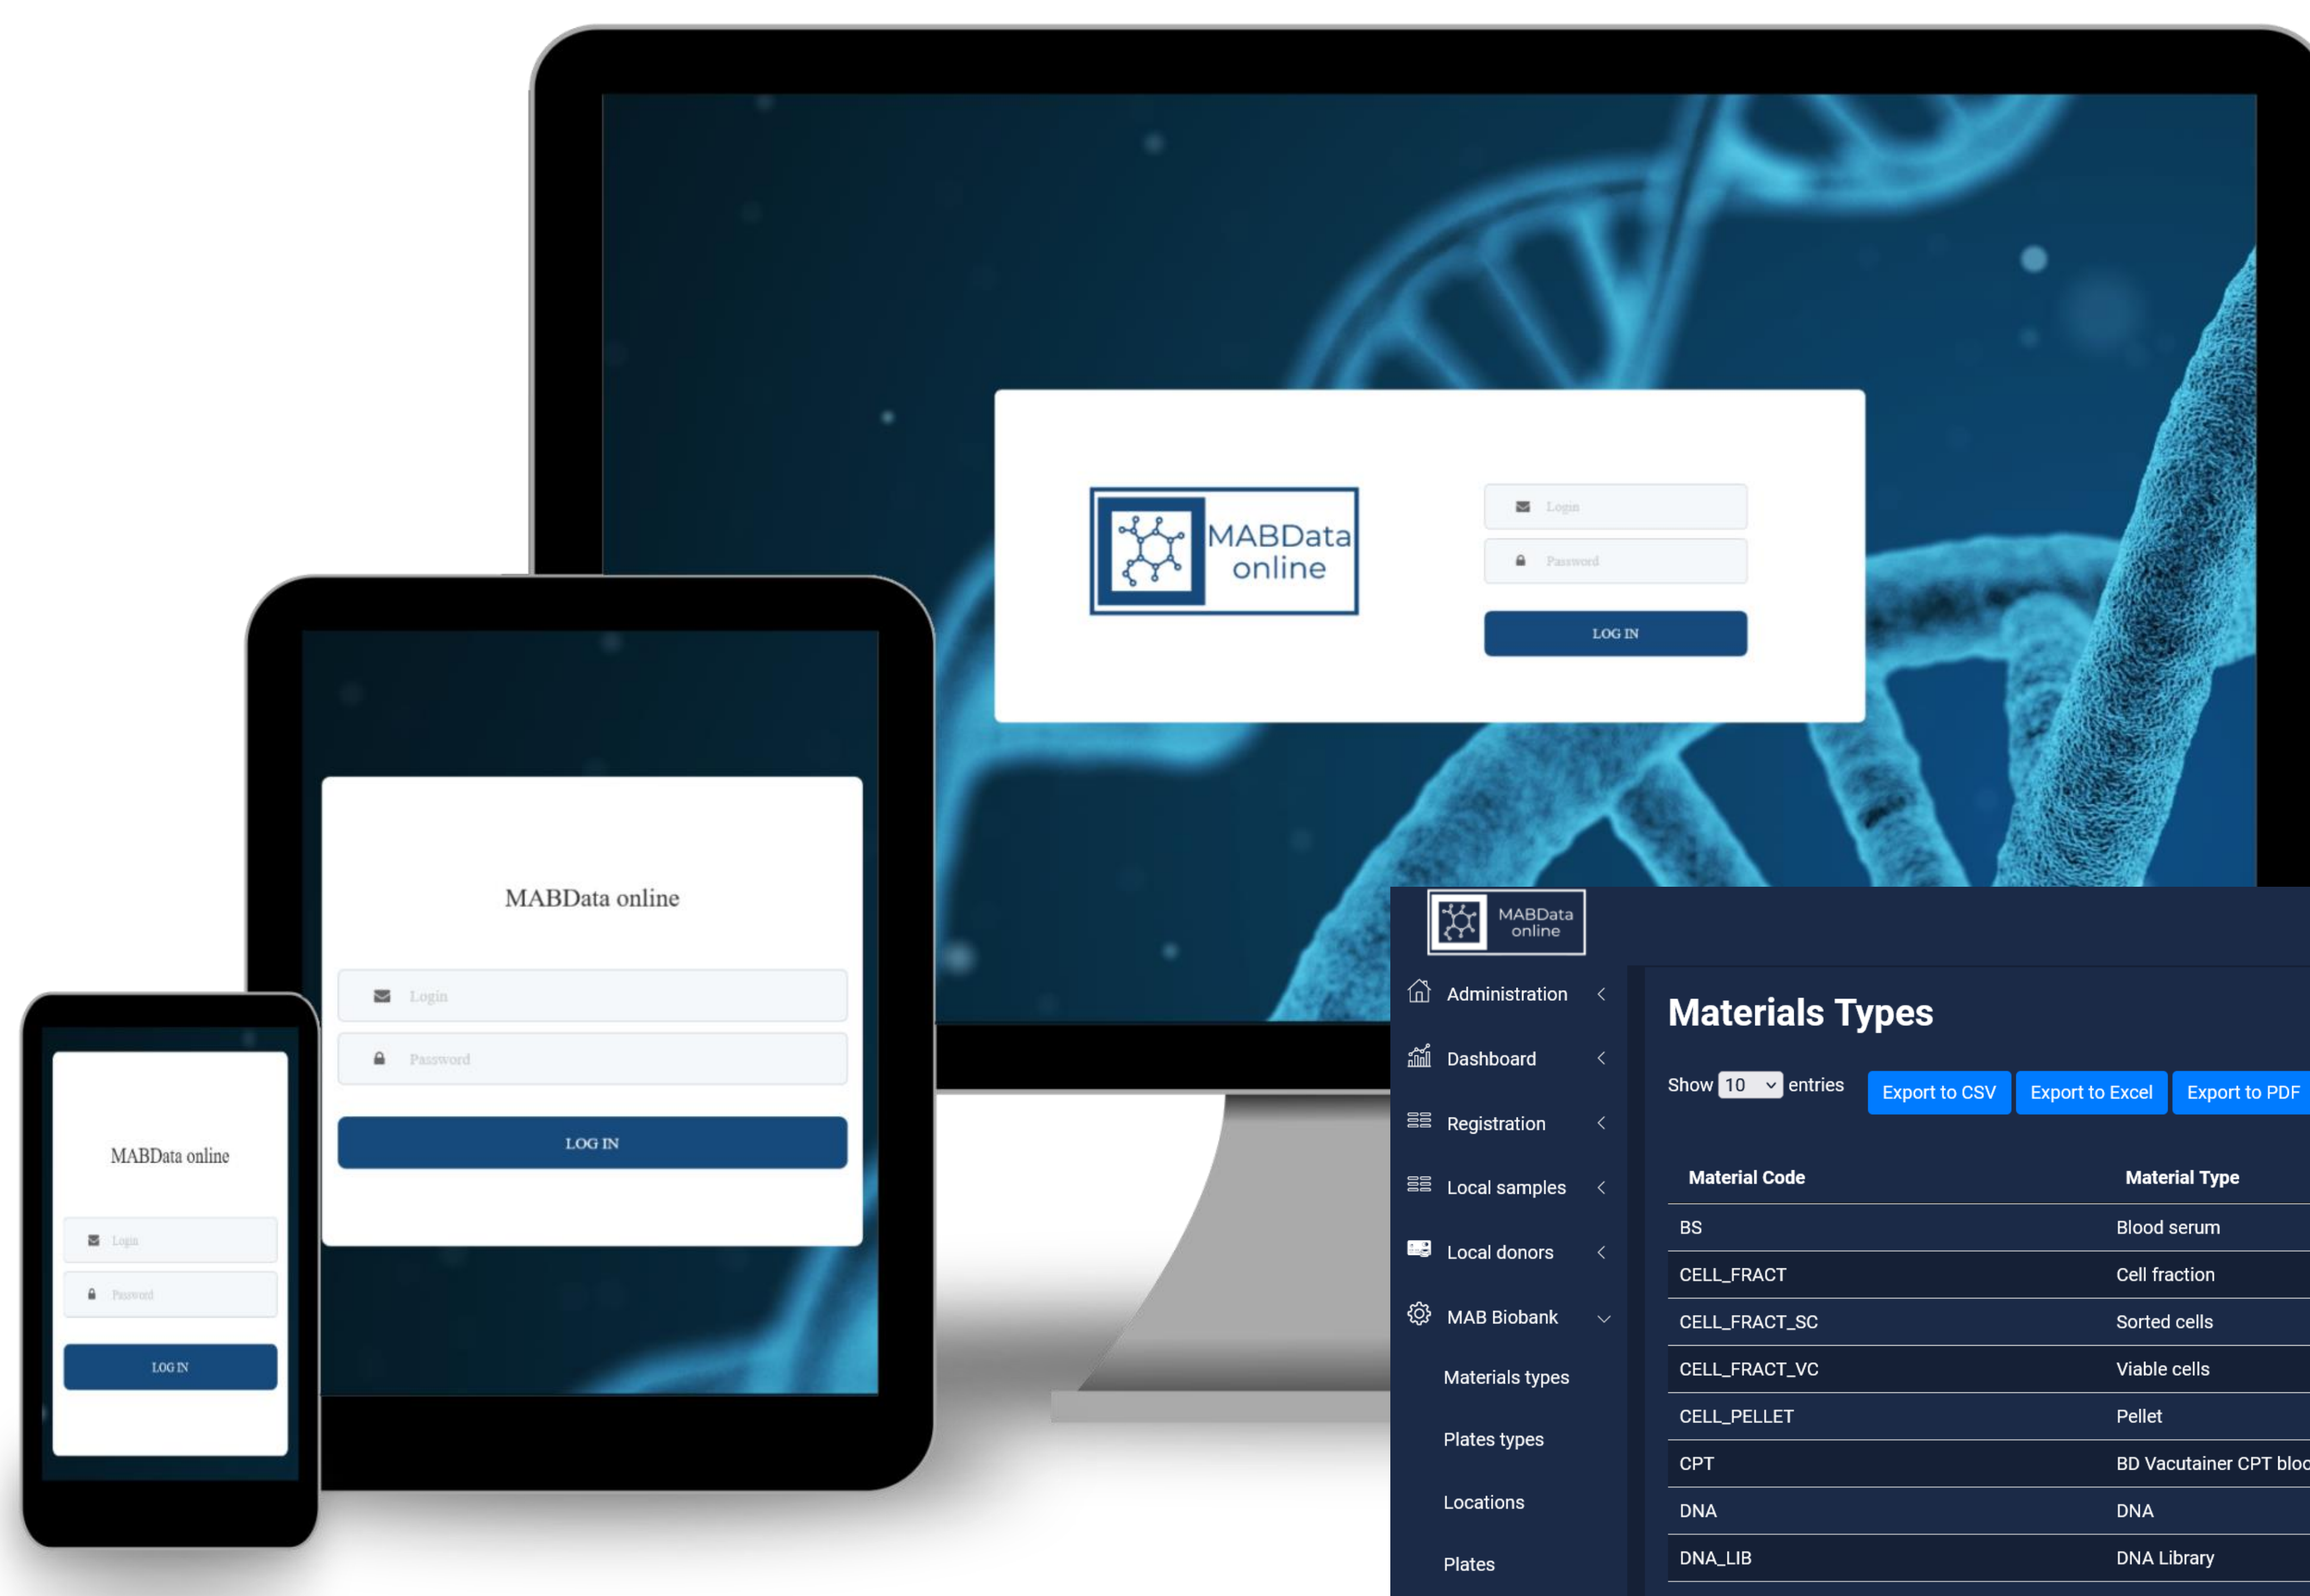 MABData
online
Login
Password
LOG IN
MABData online
Login
Password
LOG IN
MABData online
Login
Password
LOG IN
MABData
online
Administration
Dashboard
Registration
Local samples
Local donors
MAB Biobank
Materials types
Plates types
Locations
Plates
Materials Types
Show 10 entries Export to CSV Export to Excel Export to PDF
Material Code Material Type
BS Blood serum
CELL_FRACT Cell fraction
CELL_FRACT_SC Sorted cells
CELL_FRACT_VC Viable cells
CELL_PELLET Pellet
CPT BD Vacutainer CPT
DNA DNA
DNA_LIB DNA Library